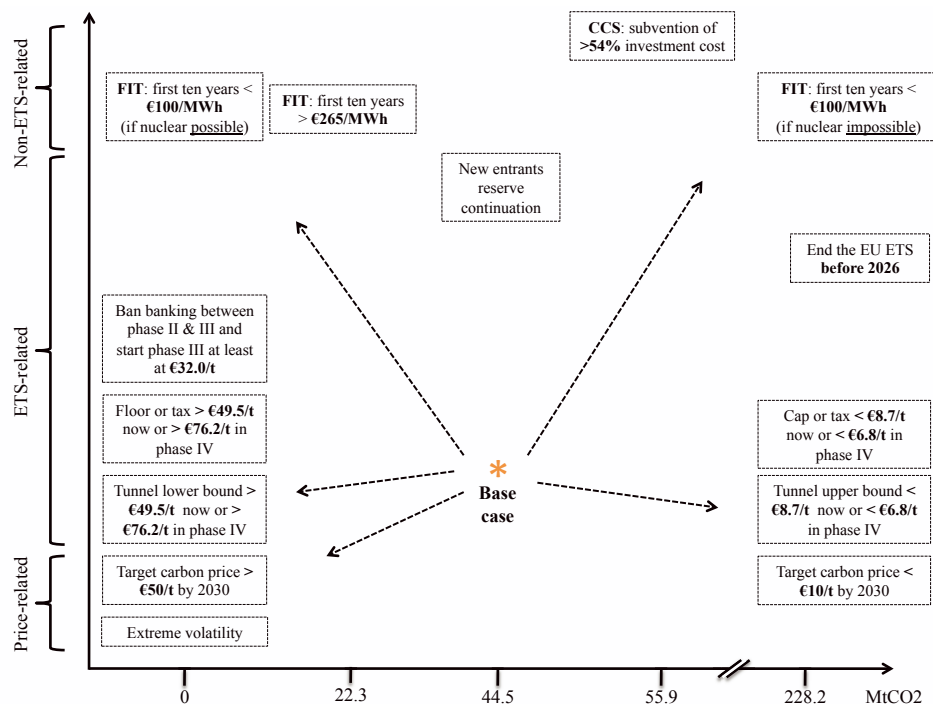 Non-ETS-related
ETS-related
Price-related
CCS: subvention of
>54% investment cost
FIT: first ten years <
€100/MWh
(if nuclear possible)
FIT: first ten years
> €265/MWh
FIT: first ten years <
€100/MWh
(if nuclear impossible)
New entrants
reserve
continuation
End the EU ETS
before 2026
Ban banking between
phase II & III and
start phase III at least
at €32.0/t
Floor or tax > €49.5/t
now or > €76.2/t in
phase IV
Cap or tax < €8.7/t
now or < €6.8/t in
phase IV
*
Base
case
Tunnel lower bound >
€49.5/t now or >
€76.2/t in phase IV
Tunnel upper bound <
€8.7/t now or < €6.8/t
in phase IV
Target carbon price >
€50/t by 2030
Target carbon price <
€10/t by 2030
Extreme volatility
0
22.3
44.5
55.9
228.2
MtCO2